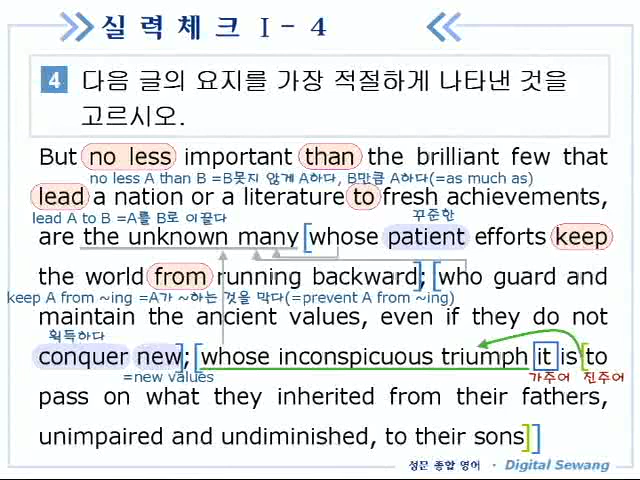 실력체크 Ⅰ- 4
4 다음 글의 요지를 가장 적절하게 나타낸 것을
고르시오.
But no less important than the brilliant few that
no less A than B =B못지 않게 A하다, B만큼 A하다(=as much as)
lead a nation or a literature to fresh achievements,
lead A to B =A를 B로 이끌다
꾸준한
are the unknown many [whose patient efforts keep
the world from running backward]; [who guard and
keep A from ~ing =A가 ~하는 것을 막다(=prevent A from ~ing)
maintain the ancient values, even if they do not
획득하다
conquer new]; [whose inconspicuous triumph it is [to
=new values
가주어 진주어
pass on what they inherited from their fathers,
unimpaired and undiminished, to their sons]]
정문 종합 영어 · Digital Sewang